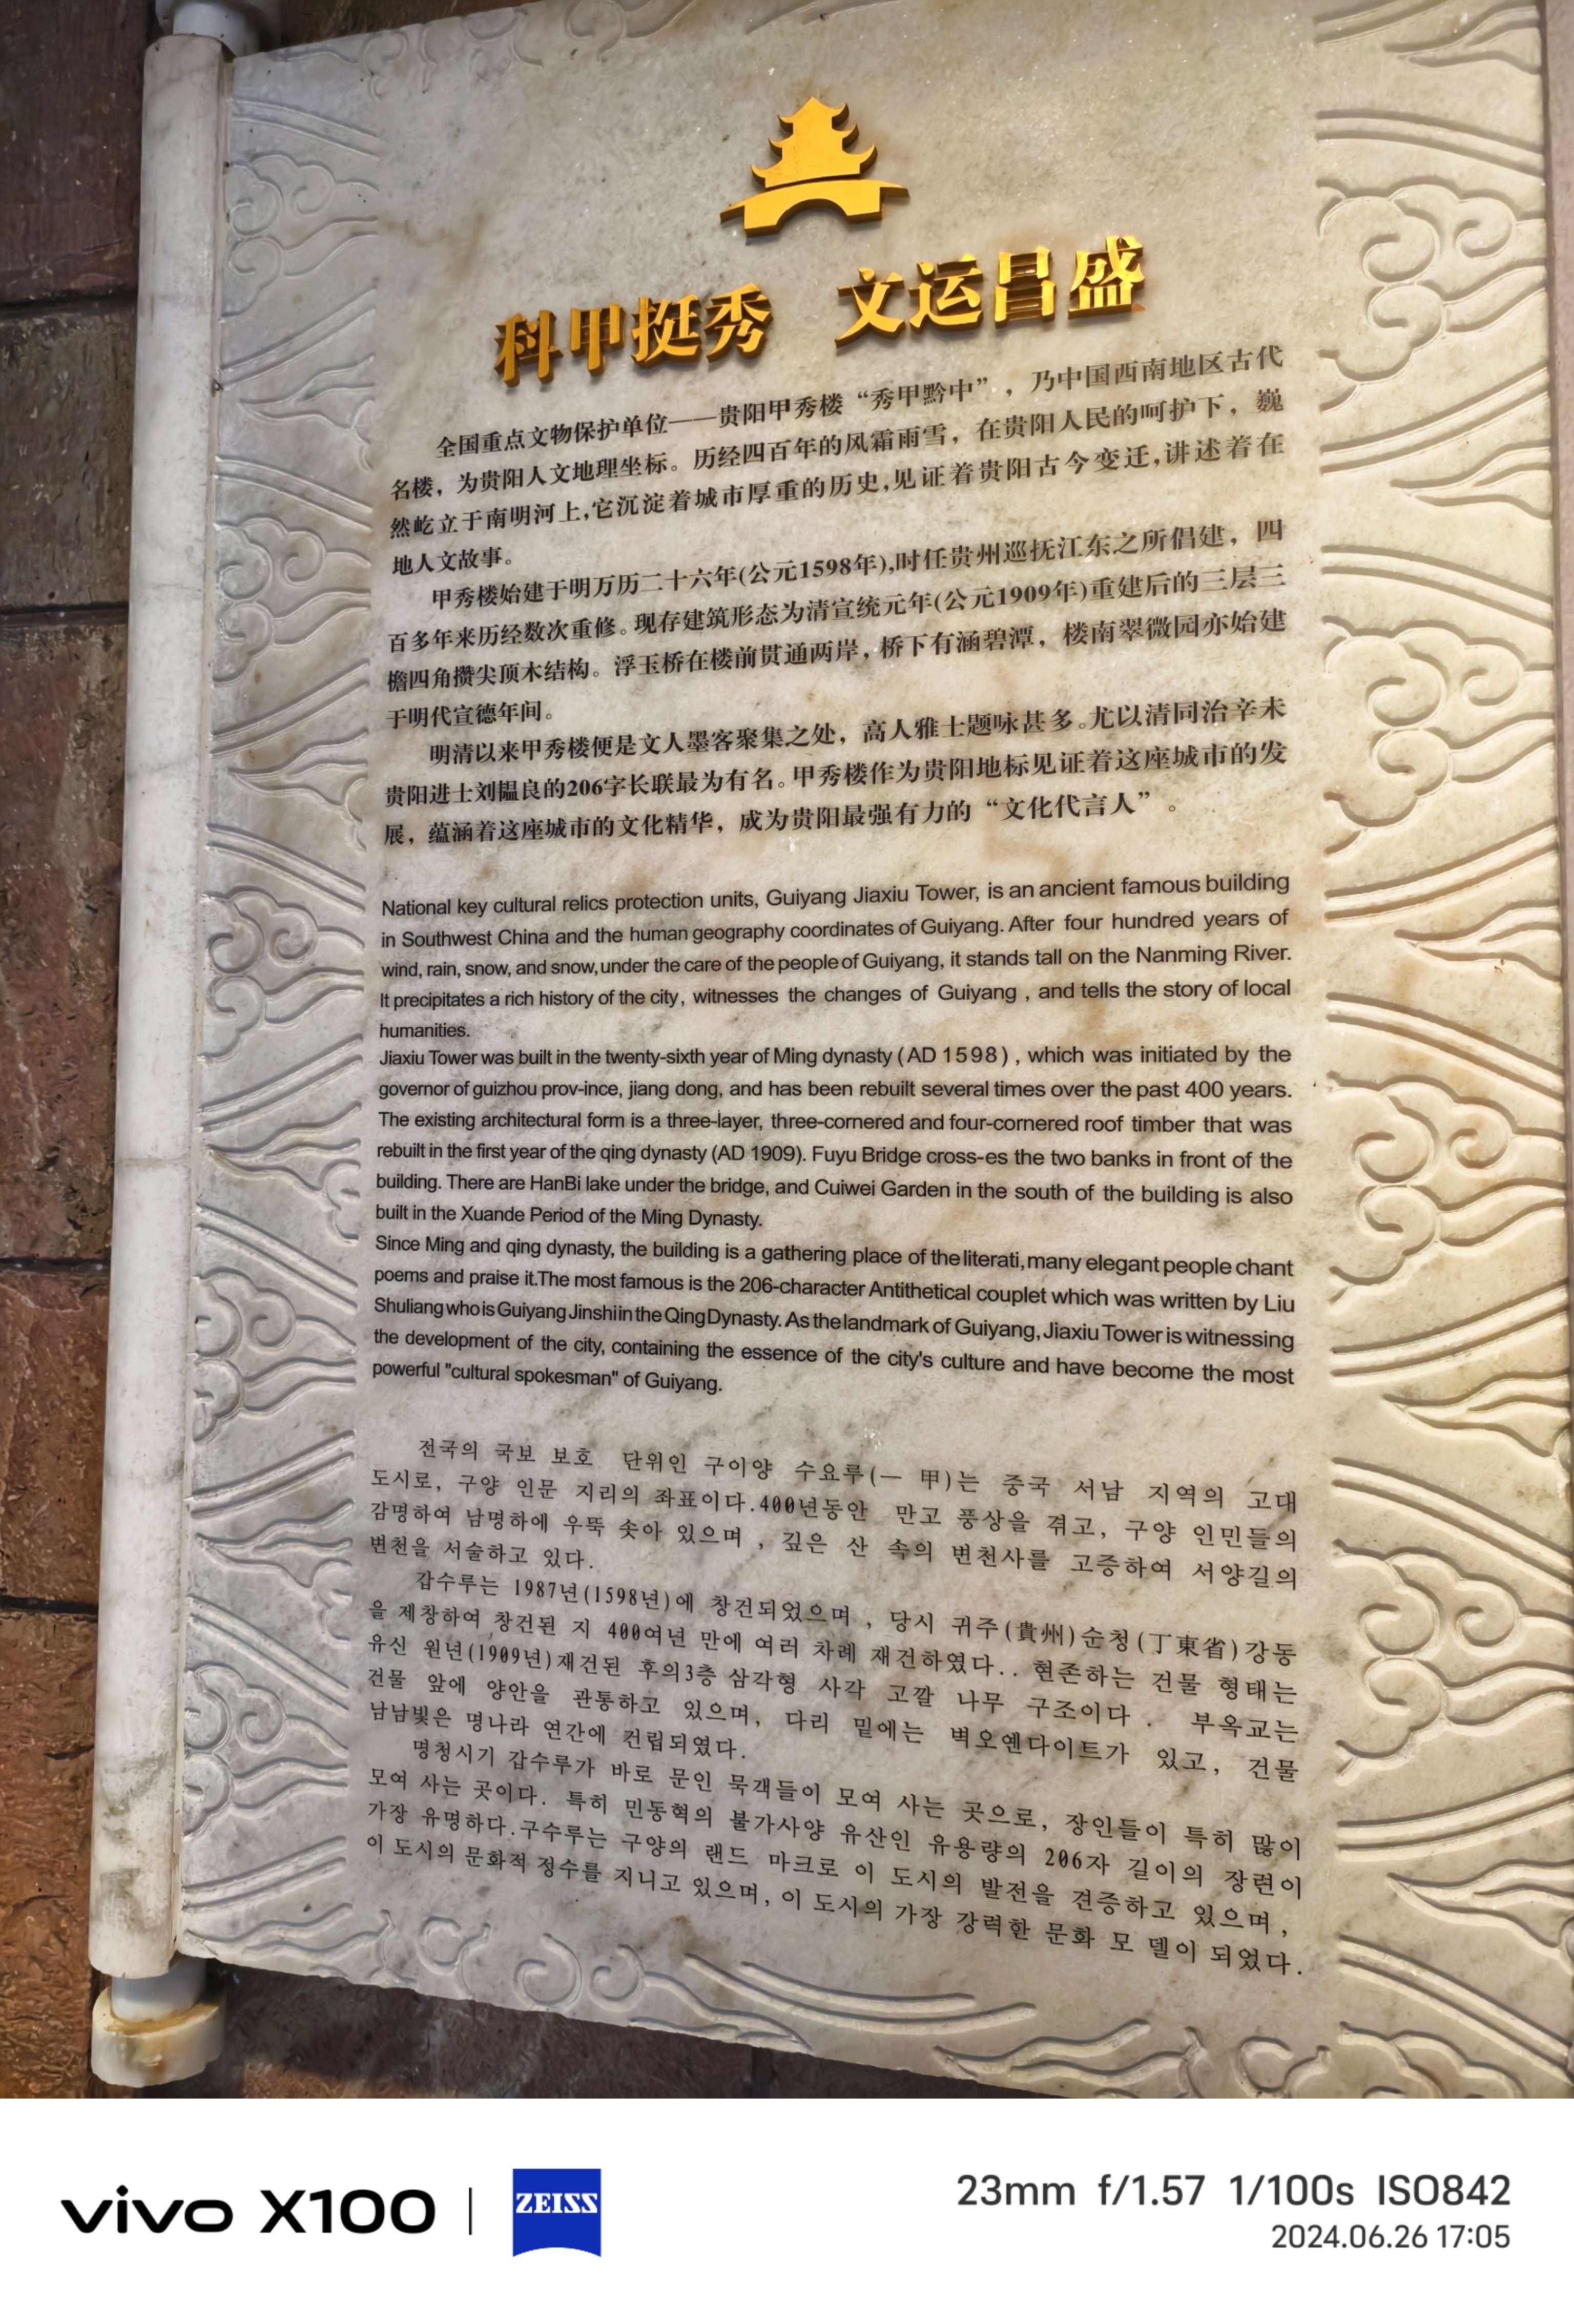 科甲挺秀 文运昌盛
全国重点文物保护单位——贵阳甲秀楼“秀甲黔中”，乃中国西南地区古代
名楼，为贵阳人文地理坐标。历经四百年的风霜雨雪，在贵阳人民的呵护下，巍
然屹立于南明河上,它沉淀着城市厚重的历史,见证着贵阳古今变迁,讲述着在
地人文故事。
甲秀楼始建于明万历二十六年(公元1598年),时任贵州巡抚江东之所倡建，四
百多年来历经数次重修。现存建筑形态为清宣统元年(公元1909年)重建后的三层三
檐四角攒尖顶木结构。浮玉桥在楼前贯通两岸，桥下有涵碧潭，楼南翠微园亦始建
于明代宣德年间。
明清以来甲秀楼便是文人墨客聚集之处，高人雅士题咏甚多。尤以清同治辛未
贵阳进士刘韫良的206字长联最为有名。甲秀楼作为贵阳地标见证着这座城市的发
展，蕴涵着这座城市的文化精华，成为贵阳最强有力的“文化代言人”。
National key cultural relics protection units, Guiyang Jiaxiu Tower, is an ancient famous building
in Southwest China and the human geography coordinates of Guiyang. After four hundred years of
wind, rain, snow, and snow,under the care of the people of Guiyang, it stands tall on the Nanming River.
It precipitates a rich history of the city, witnesses the changes of Guiyang , and tells the story of local
humanities.
Jiaxiu Tower was built in the twenty-sixth year of Ming dynasty (AD 1598) , which was initiated by the
governor of guizhou prov-ince, jiang dong, and has been rebuilt several times over the past 400 years.
The existing architectural form is a three-layer, three-cornered and four-cornered roof timber that was
rebuilt in the first year of the qing dynasty (AD 1909). Fuyu Bridge cross-es the two banks in front of the
building. There are HanBi lake under the bridge, and Cuiwei Garden in the south of the building is also
built in the Xuande Period of the Ming Dynasty.
Since Ming and qing dynasty, the building is a gathering place of the literati, many elegant people chant
poems and praise it.The most famous is the 206-character Antithetical couplet which was written by Liu
Shuliang who is Guiyang Jinshi in the Qing Dynasty. As the landmark of Guiyang, Jiaxiu Tower is witnessing
the development of the city, containing the essence of the city's culture and have become the most
powerful "cultural spokesman" of Guiyang.
전국의 국보 보호 단위인 구이양 수요루(一 甲)는 중국 서남 지역의 고대
도시로, 구양 인문 지리의 좌표이다.400년동안 만고 풍상을 겪고, 구양 인민들의
감명하여 남명하에 우뚝 솟아 있으며 , 깊은 산 속의 변천사를 고증하여 서양길의
변천을 서술하고 있다.
갑수루는 1987년(1598년)에 창건되었으며 , 당시 귀주(貴州)순청(丁東省)강동
을 제창하여 창건된 지 400여년 만에 여러 차례 재건하였다.. 현존하는 건물 형태는
유신 원년(1909년)재건된 후의3층 삼각형 사각 고깔 나무 구조이다 . 부옥교는
건물 앞에 양안을 관통하고 있으며, 다리 밑에는 벽오엔다이트가 있고, 건물
남남빛은 명나라 연간에 건립되였다.
명청시기 갑수루가 바로 문인 묵객들이 모여 사는 곳으로, 장인들이 특히 많이
모여 사는 곳이다. 특히 민동혁의 불가사양 유산인 유용량의 206자 길이의 장련이
가장 유명하다.구수루는 구양의 랜드 마크로 이 도시의 발전을 견증하고 있으며,
이 도시의 문화적 정수를 지니고 있으며, 이 도시의 가장 강력한 문화 모 델이 되었다.
vivo X100 | ZEISS
23mm f/1.57 1/100s ISO842
2024.06.26 17:05